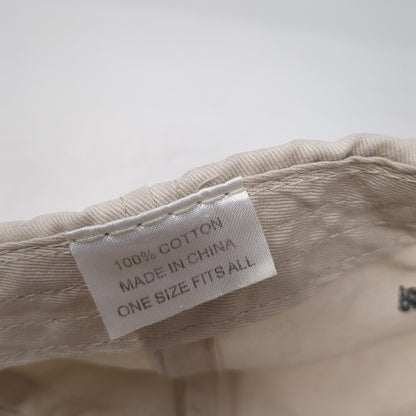 100% COTTON
MADE IN CHINA
ONE SIZE FITS ALL